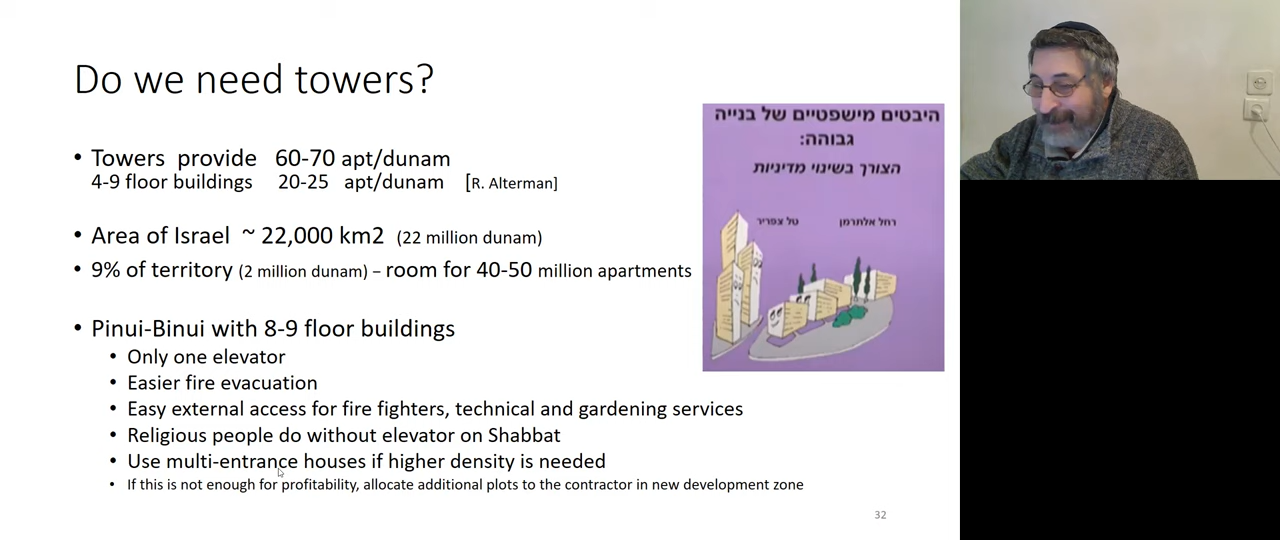 Do we need towers?
• Towers provide 60-70 apt/dunam
4-9 floor buildings 20-25 apt/dunam [R. Alterman]
• Area of Israel ~ 22,000 km2 (22 million dunam)
• 9% of territory (2 million dunam) – room for 40-50 million apartments
• Pinui-Binui with 8-9 floor buildings
• Only one elevator
• Easier fire evacuation
• Easy external access for fire fighters, technical and gardening services
• Religious people do without elevator on Shabbat
• Use multi-entrance houses if higher density is needed
• If this is not enough for profitability, allocate additional plots to the contractor in new development zone
היבטים מישפטיים של בנייה
גבוהה:
הצורך בשינוי מדיניות
רחל אלתרמן טל צפריר
32